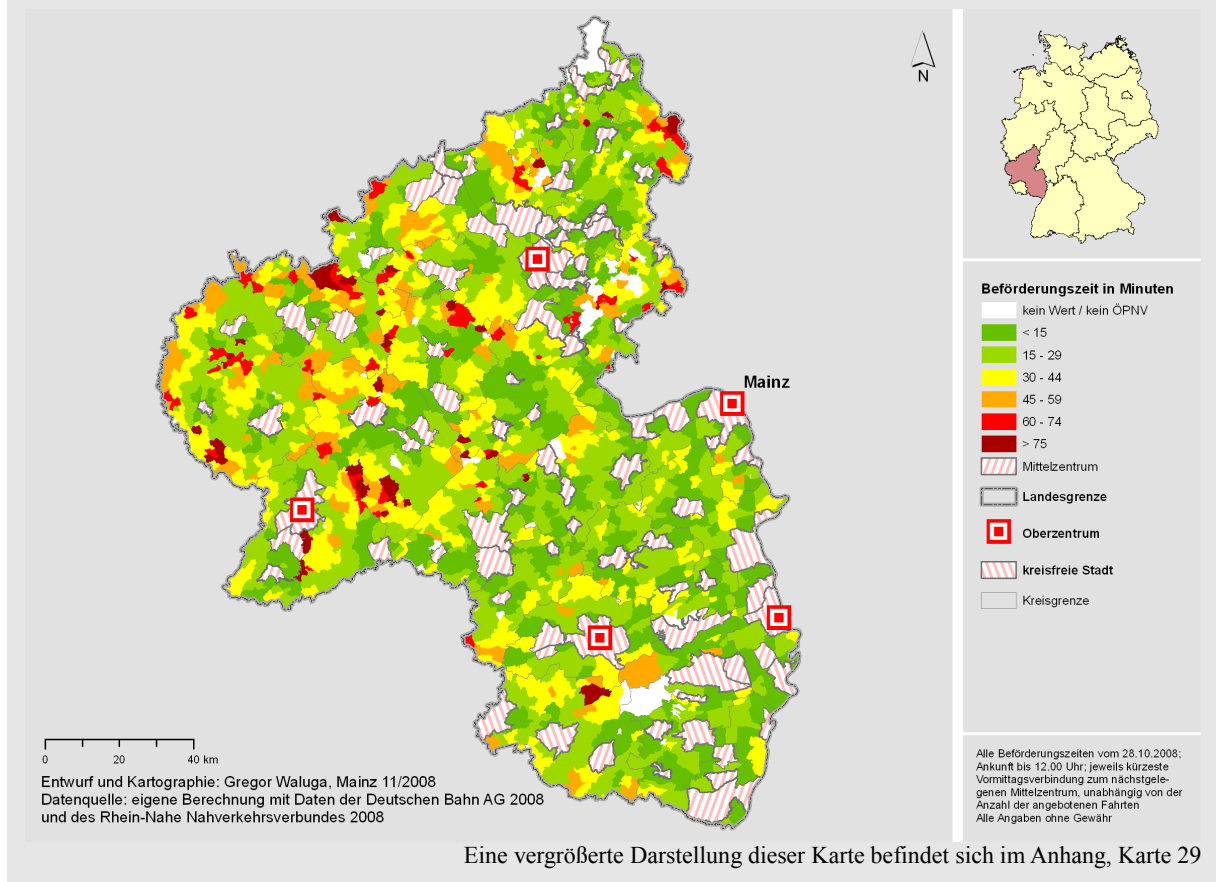 N
Mainz
Beförderungszeit in Minuten
kein Wert / kein ÖPNV
< 15
15 - 29
30 - 44
45 - 59
60 - 74
> 75
Mittelzentrum
Landesgrenze
Oberzentrum
kreisfreie Stadt
Kreisgrenze
0 20 40 km
Entwurf und Kartographie: Gregor Waluga, Mainz 11/2008
Datenquelle: eigene Berechnung mit Daten der Deutschen Bahn AG 2008
und des Rhein-Nahe Nahverkehrsverbundes 2008
Alle Beförderungszeiten vom 28.10.2008;
Ankunft bis 12.00 Uhr; jeweils kürzeste
Vormittagsverbindung zum nächstgele-
genen Mittelzentrum, unabhängig von der
Anzahl der angebotenen Fahrten
Alle Angaben ohne Gewähr
Eine vergrößerte Darstellung dieser Karte befindet sich im Anhang, Karte 29